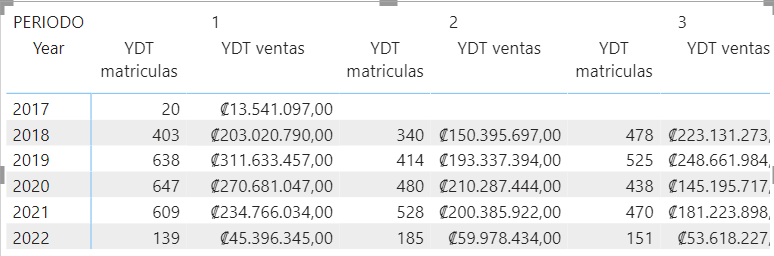 PERIODO 1 2 3
Year YDT matriculas YDT ventas YDT matriculas YDT ventas YDT matriculas YDT ventas
2017 20 ₡13.541.097,00
2018 403 ₡203.020.790,00 340 ₡150.395.697,00 478 ₡223.131.273,
2019 638 ₡311.633.457,00 414 ₡193.337.394,00 525 ₡248.661.984,
2020 647 ₡270.681.047,00 480 ₡210.287.444,00 438 ₡145.195.717,
2021 609 ₡234.766.034,00 528 ₡200.385.922,00 470 ₡181.223.898,
2022 139 ₡45.396.345,00 185 ₡59.978.434,00 151 ₡53.618.227,